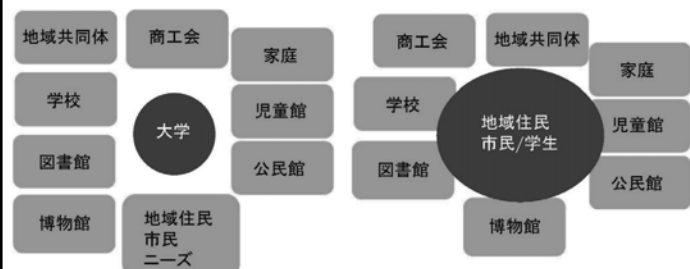 地域共同体
商工会
家庭
学校
大学
児童館
図書館
公民館
博物館
地域住民
市民
ニーズ
商工会
地域共同体
家庭
学校
地域住民
市民/学生
児童館
図書館
公民館
博物館